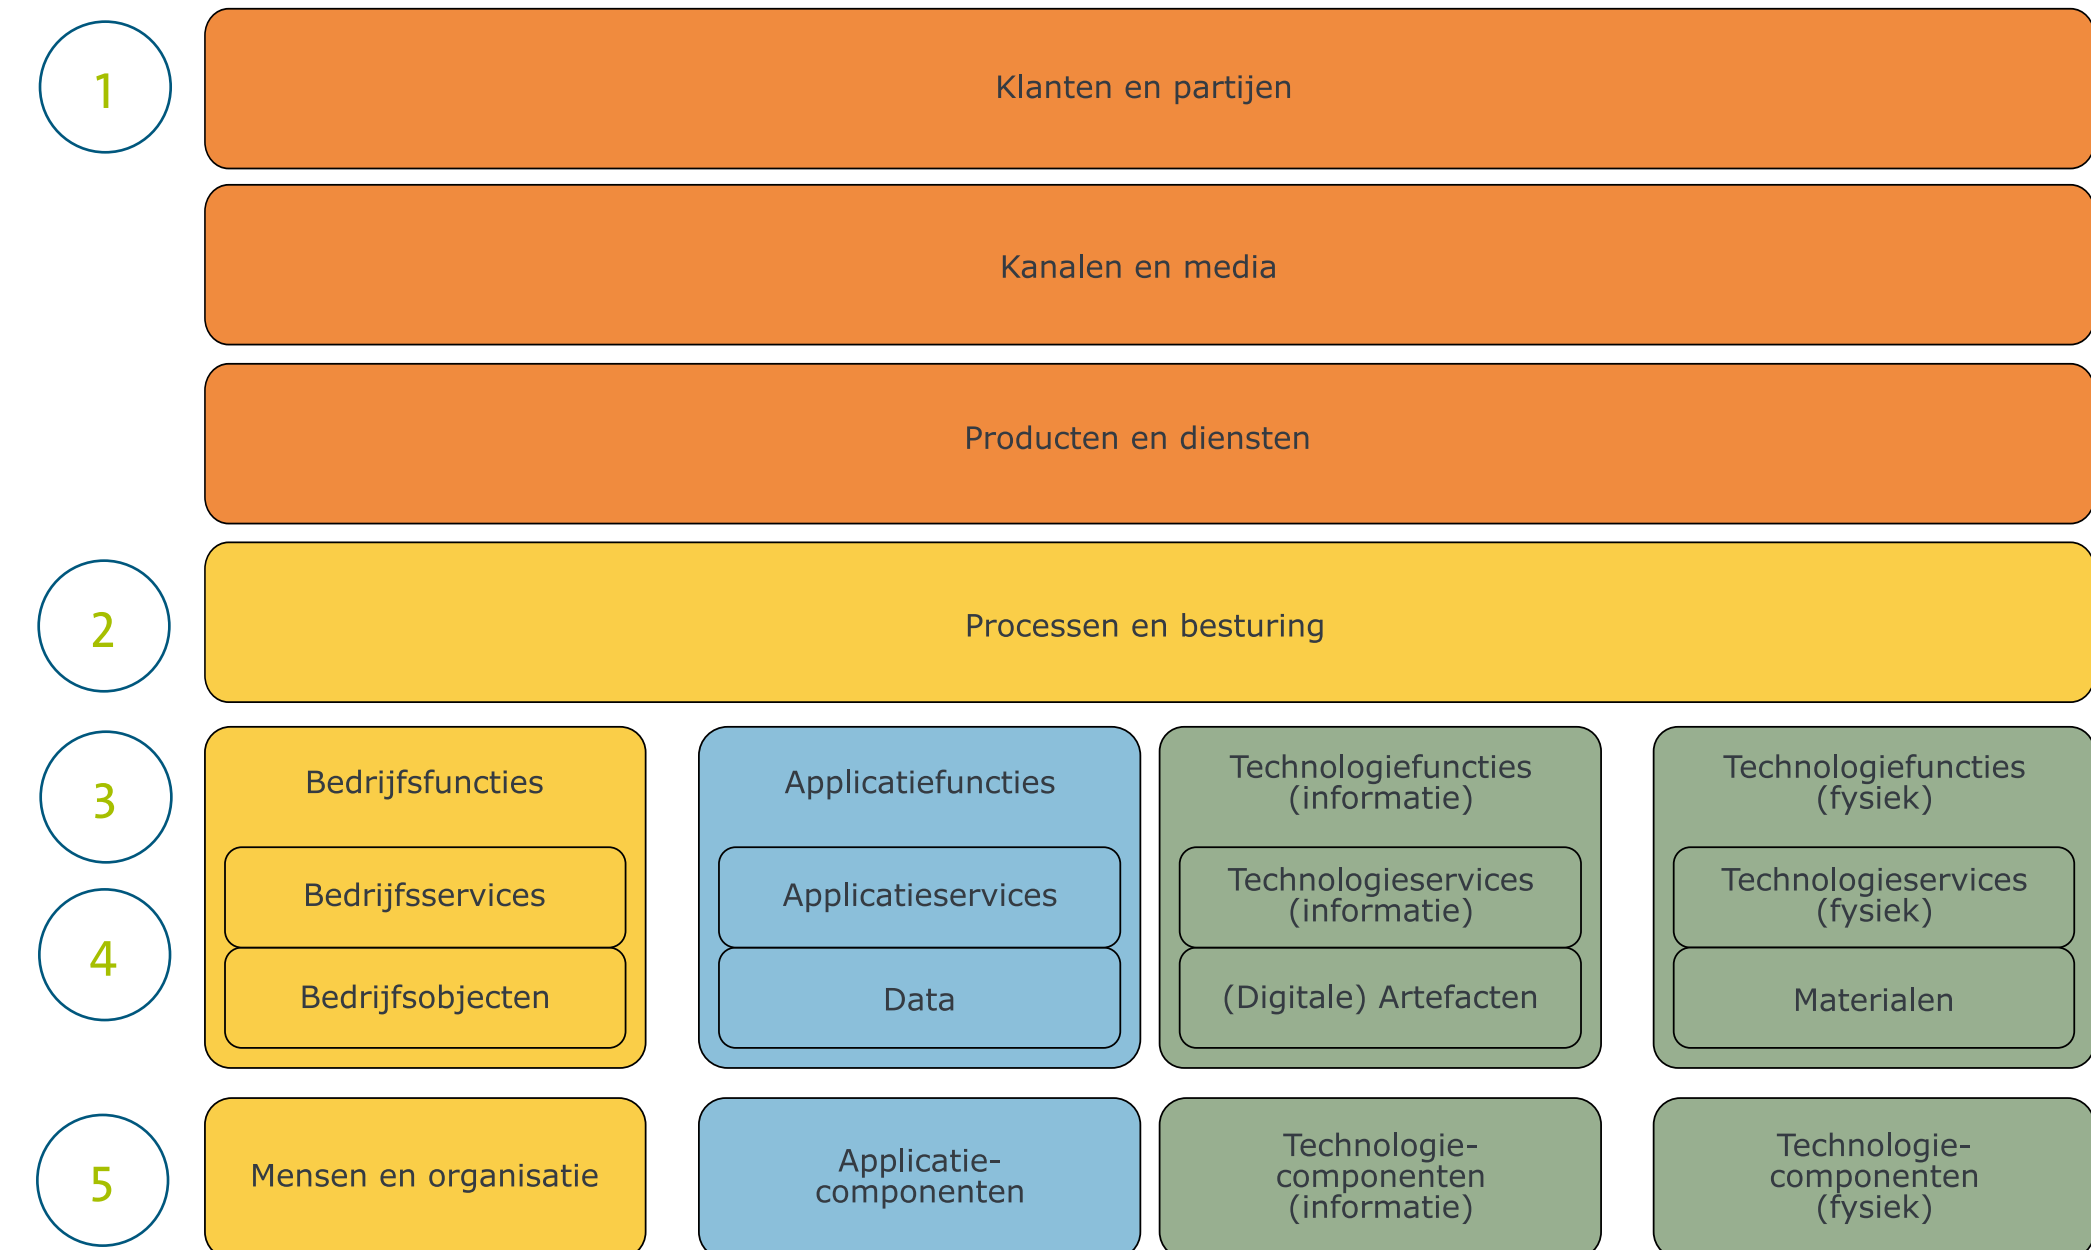 1
Klanten en partijen
Kanalen en media
Producten en diensten
2
Processen en besturing
3
Bedrijfsfuncties
Applicatiefuncties
Technologiefuncties
(informatie)
Technologiefuncties
(fysiek)
4
Bedrijfsservices
Applicatieservices
Technologieservices
(informatie)
Technologieservices
(fysiek)
Bedrijfsobjecten
Data
(Digitale) Artefacten
Materialen
5
Mensen en organisatie
Applicatie-
componenten
Technologie-
componenten
(informatie)
Technologie-
componenten
(fysiek)